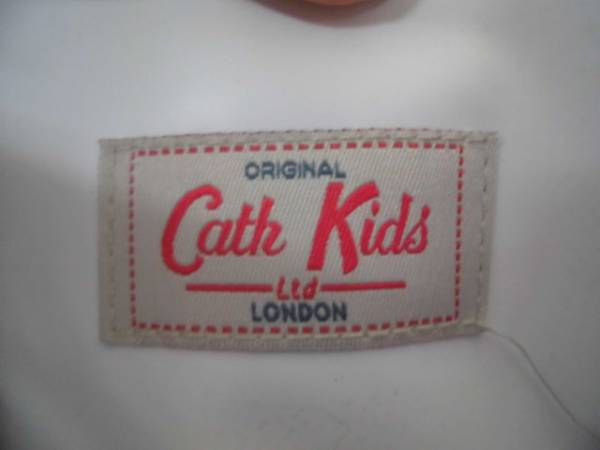 ORIGINAL
Cath Kids
Ltd
LONDON